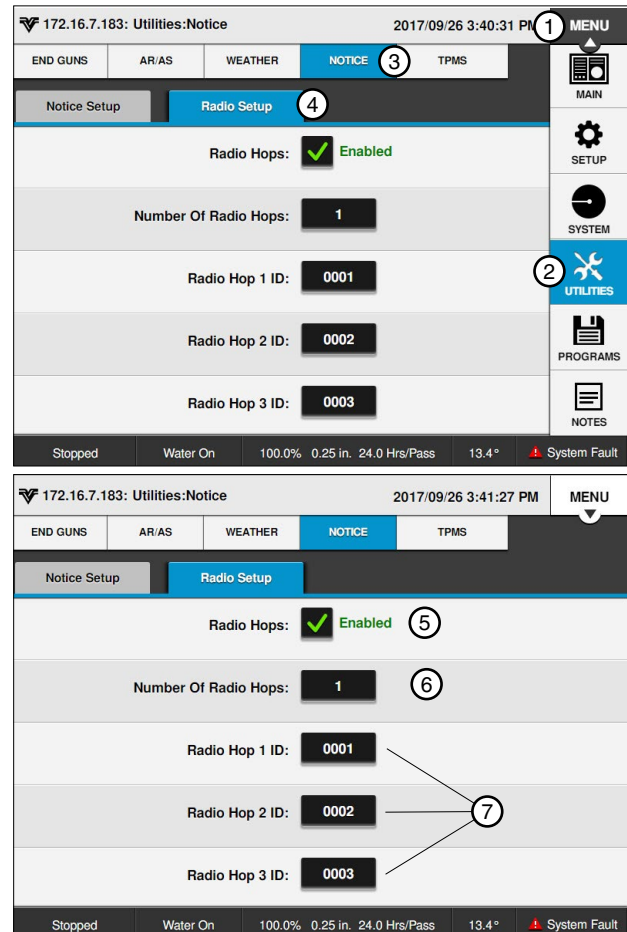 172.16.7.183: Utilities:Notice 2017/09/26 3:40:31 PM 1 MENU
END GUNS AR/AS WEATHER NOTICE 3 TPMS
MAIN
Notice Setup Radio Setup 4
Radio Hops: Enabled
SETUP
Number Of Radio Hops: 1
SYSTEM
Radio Hop 1 ID: 0001
2 UTILITIES
Radio Hop 2 ID: 0002
PROGRAMS
Radio Hop 3 ID: 0003
NOTES
Stopped Water On 100.0% 0.25 in. 24.0 Hrs/Pass 13.4° System Fault
172.16.7.183: Utilities:Notice 2017/09/26 3:41:27 PM MENU
END GUNS AR/AS WEATHER NOTICE TPMS
Notice Setup Radio Setup
Radio Hops: Enabled 5
Number Of Radio Hops: 1 6
Radio Hop 1 ID: 0001
Radio Hop 2 ID: 0002 7
Radio Hop 3 ID: 0003
Stopped Water On 100.0% 0.25 in. 24.0 Hrs/Pass 13.4° System Fault